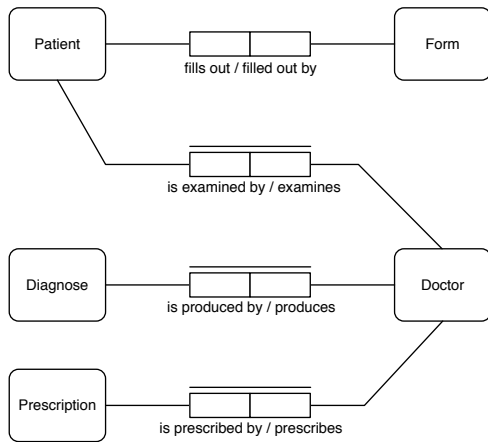 Patient
Form
fills out / filled out by
is examined by / examines
Diagnose
Doctor
is produced by / produces
Prescription
is prescribed by / prescribes